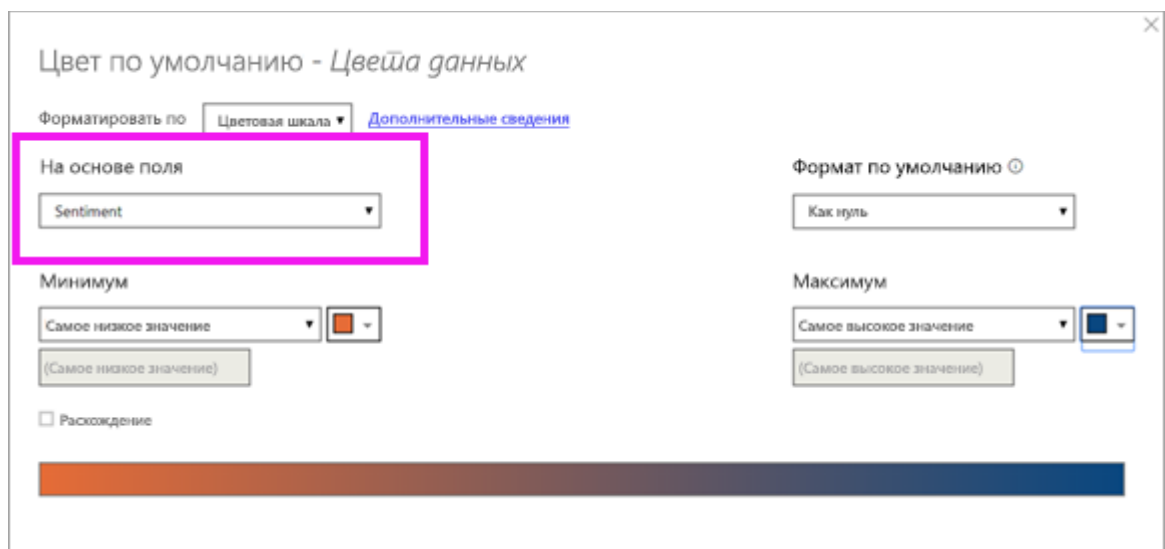 Цвет по умолчанию - Цвета данных
Форматировать по Цветовая шкала Дополнительные сведения
На основе поля Формат по умолчанию
Sentiment Как нуль
Минимум Максимум
Самое низкое значение Самое высокое значение
(Самое низкое значение) (Самое высокое значение)
Расхождение